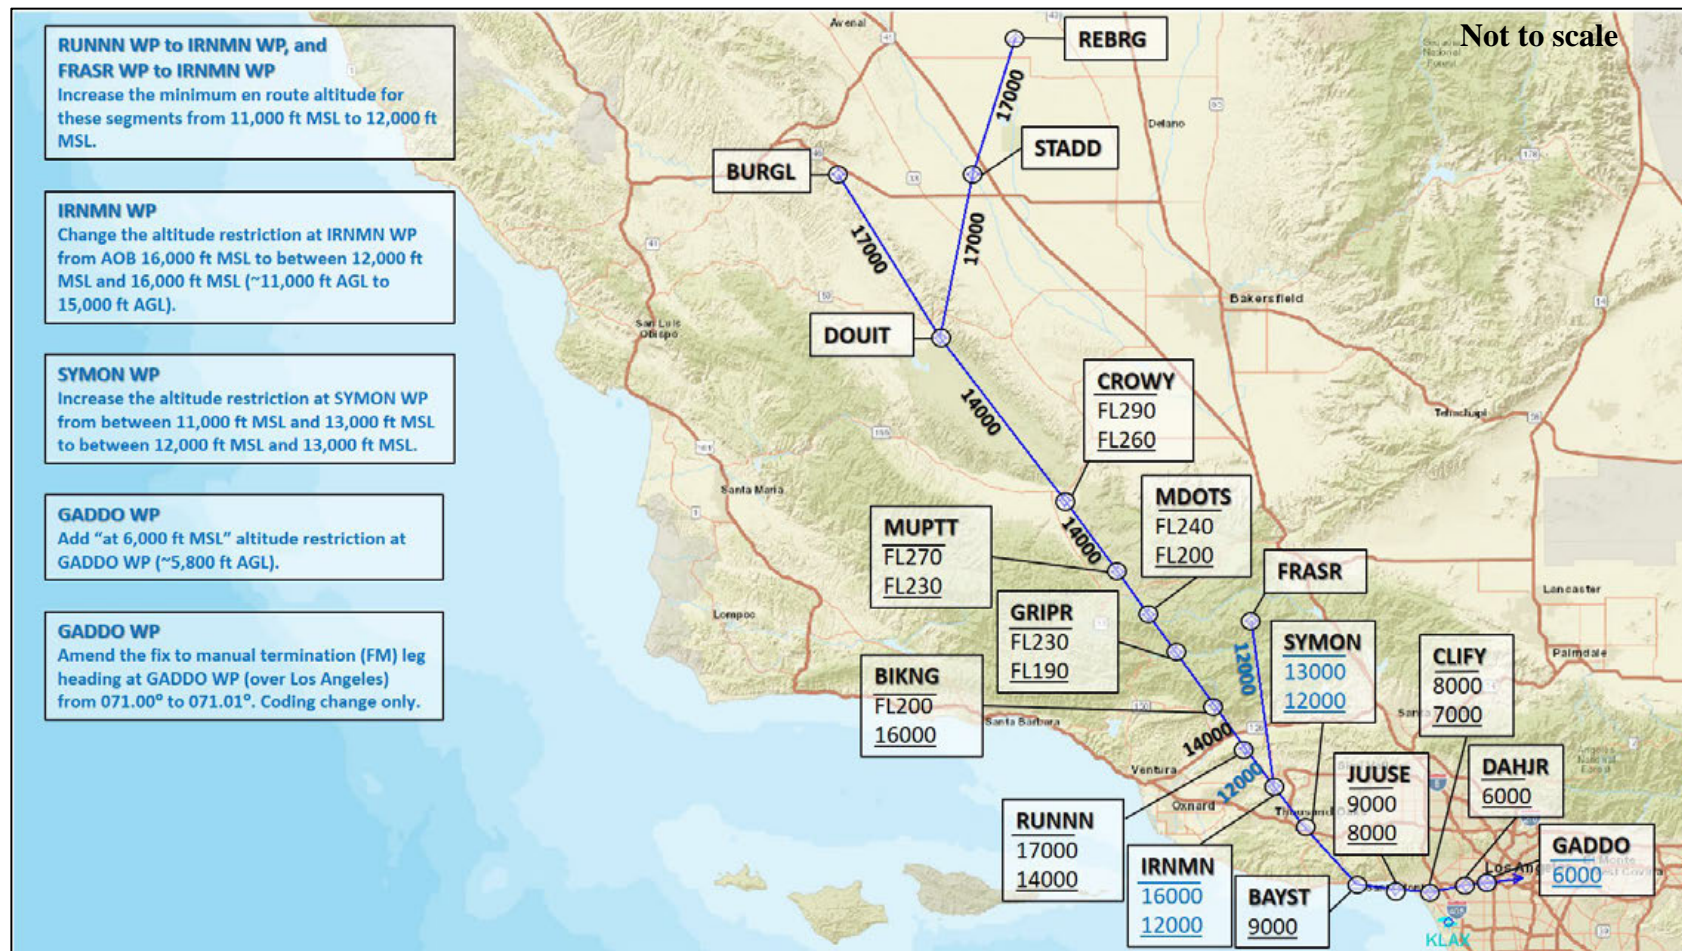 Not to scale
RUNNN WP to IRNMN WP, and
FRASR WP to IRNMN WP
Increase the minimum en route altitude for
these segments from 11,000 ft MSL to 12,000 ft
MSL.
IRNMN WP
Change the altitude restriction at IRNMN WP
from AOB 16,000 ft MSL to between 12,000 ft
MSL and 16,000 ft MSL (~11,000 ft AGL to
15,000 ft AGL).
SYMON WP
Increase the altitude restriction at SYMON WP
from between 11,000 ft MSL and 13,000 ft MSL
to between 12,000 ft MSL and 13,000 ft MSL.
GADDO WP
Add “at 6,000 ft MSL” altitude restriction at
GADDO WP (~5,800 ft AGL).
GADDO WP
Amend the fix to manual termination (FM) leg
heading at GADDO WP (over Los Angeles)
from 071.00° to 071.01°. Coding change only.
Avenal
REBRG
17000
Delano
STADD
BURGL
17000
17000
Bakersfield
San Luis
Obispo
DOUIT
14000
CROWY
FL290
FL260
Tehachapi
Santa Maria
MDOTS
FL240
FL200
MUPTT
FL270
FL230
14000
FRASR
Lancaster
Lompoc
GRIPR
FL230
FL190
12000
SYMON
13000
12000
CLIFY
8000
7000
Palmdale
BIKNG
FL200
16000
Santa Barbara
14000
Ventura
12000
Oxnard
JUUSE
9000
8000
DAHJR
6000
RUNNN
17000
14000
Thousand Oaks
IRNMN
16000
12000
BAYST
9000
GADDO
6000
Los Angeles
KLAX